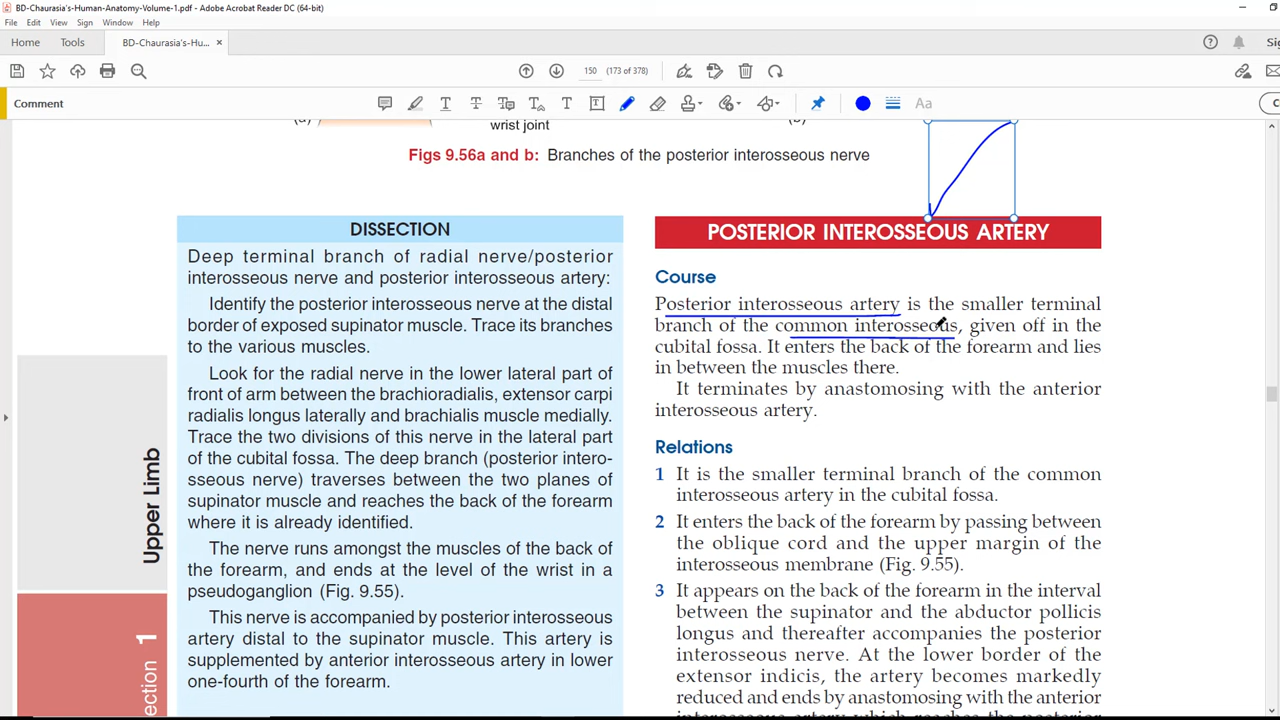 BD-Chaurasia's-Human-Anatomy-Volume-1.pdf - Adobe Acrobat Reader DC (64-bit)
File Edit View Sign Window Help
Home Tools BD-Chaurasia's-Hu...
150 (173 of 378)
Comment
Aa
(a)
wrist joint
Figs 9.56a and b: Branches of the posterior interosseous nerve
DISSECTION
Deep terminal branch of radial nerve/posterior
interosseous nerve and posterior interosseous artery:
Identify the posterior interosseous nerve at the distal
border of exposed supinator muscle. Trace its branches
to the various muscles.
Look for the radial nerve in the lower lateral part of
front of arm between the brachioradialis, extensor carpi
radialis longus laterally and brachialis muscle medially.
Trace the two divisions of this nerve in the lateral part
of the cubital fossa. The deep branch (posterior intero-
sseous nerve) traverses between the two planes of
supinator muscle and reaches the back of the forearm
where it is already identified.
The nerve runs amongst the muscles of the back of
the forearm, and ends at the level of the wrist in a
pseudoganglion (Fig. 9.55).
This nerve is accompanied by posterior interosseous
artery distal to the supinator muscle. This artery is
supplemented by anterior interosseous artery in lower
one-fourth of the forearm.
POSTERIOR INTEROSSEOUS ARTERY
Course
Posterior interosseous artery is the smaller terminal
branch of the common interosseous, given off in the
cubital fossa. It enters the back of the forearm and lies
in between the muscles there.
It terminates by anastomosing with the anterior
interosseous artery.
Relations
1 It is the smaller terminal branch of the common
interosseous artery in the cubital fossa.
2 It enters the back of the forearm by passing between
the oblique cord and the upper margin of the
interosseous membrane (Fig. 9.55).
3 It appears on the back of the forearm in the interval
between the supinator and the abductor pollicis
longus and thereafter accompanies the posterior
interosseous nerve. At the lower border of the
extensor indicis, the artery becomes markedly
reduced and ends by anastomosing with the anterior
Upper Limb
ection 1